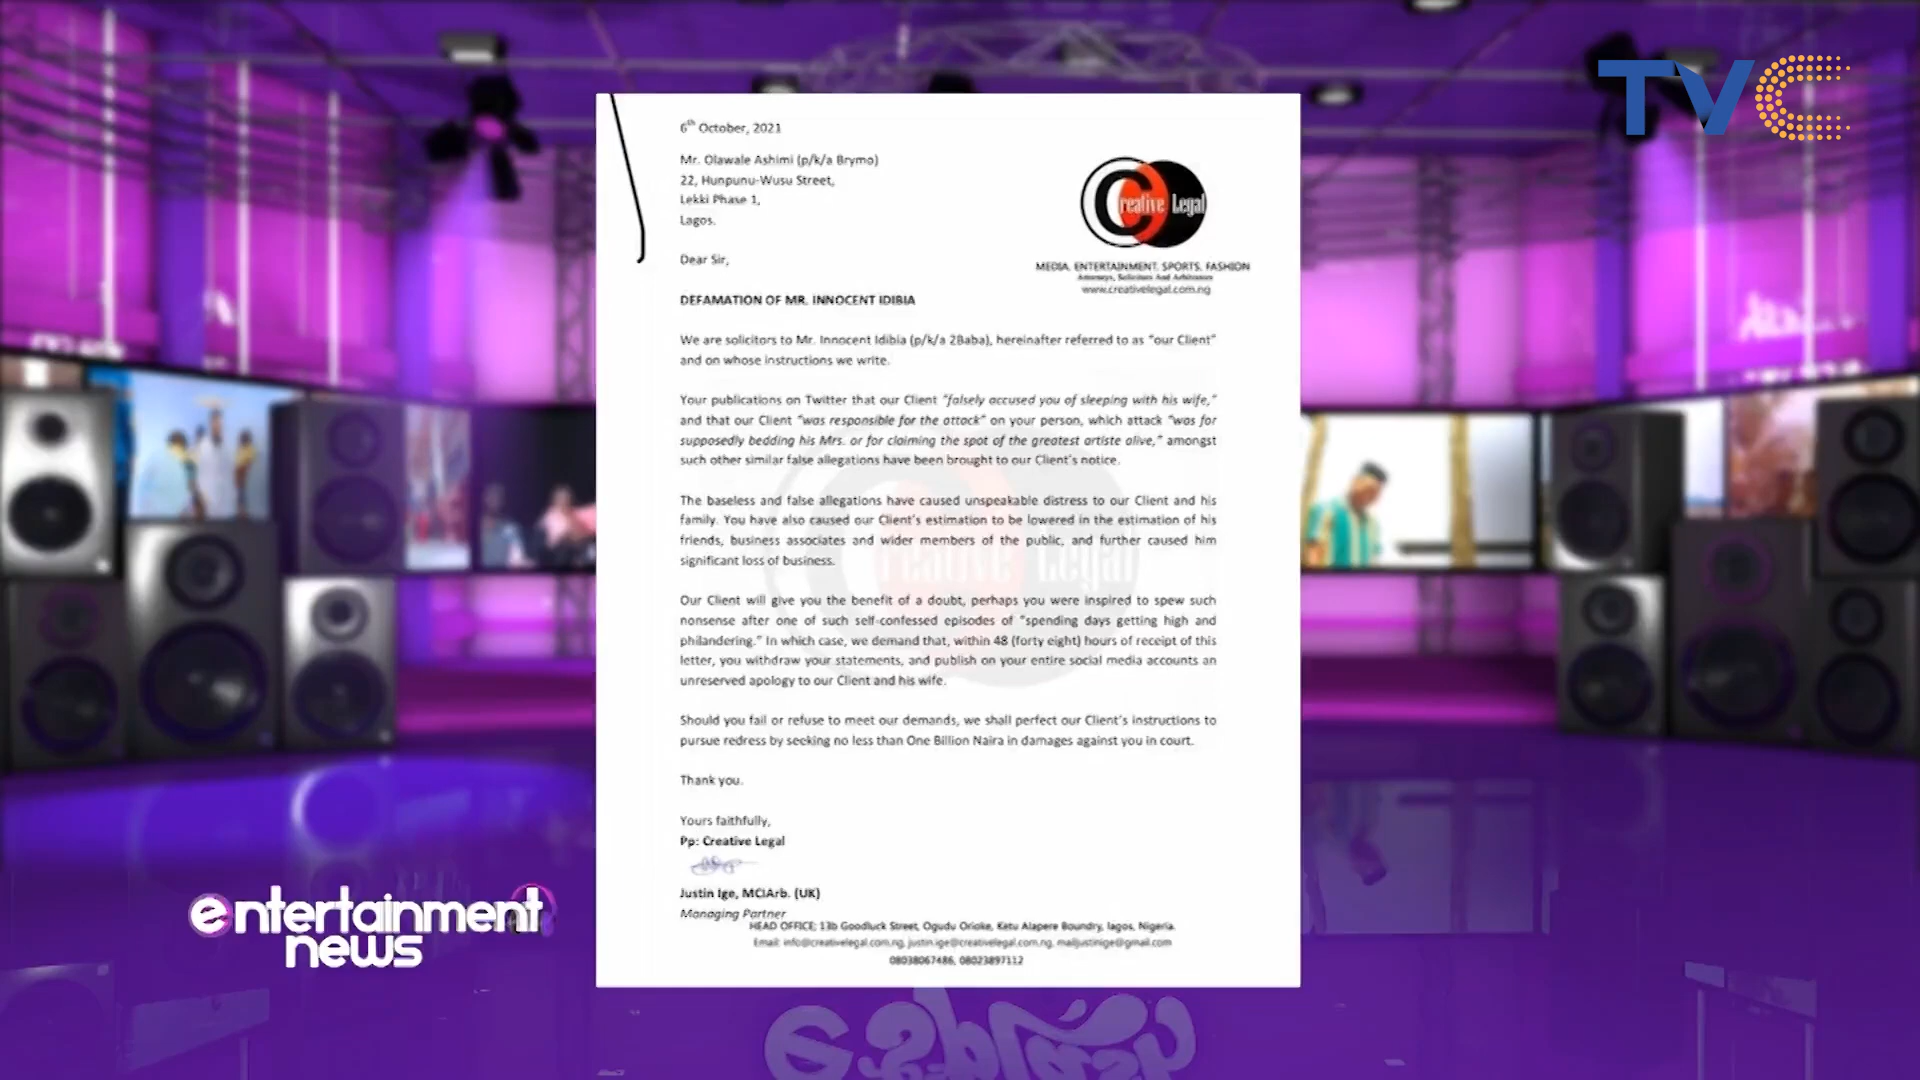 TVC
6th October, 2021
Mr. Olawale Ashimi (p/k/a Brymo)
22, Hunpunu-Wusu Street,
Lekki Phase 1,
Lagos.
Creative Legal
MEDIA. ENTERTAINMENT. SPORTS. FASHION
Attorneys, Solicitors And Arbitrators
www.creativelegal.com.ng
Dear Sir,
DEFAMATION OF MR. INNOCENT IDIBIA
We are solicitors to Mr. Innocent Idibia (p/k/a 2Baba), hereinafter referred to as “our Client”
and on whose instructions we write.
Your publications on Twitter that our Client “falsely accused you of sleeping with his wife,”
and that our Client “was responsible for the attack” on your person, which attack “was for
supposedly bedding his Mrs. or for claiming the spot of the greatest artiste alive,” amongst
such other similar false allegations have been brought to our Client’s notice.
The baseless and false allegations have caused unspeakable distress to our Client and his
family. You have also caused our Client’s estimation to be lowered in the estimation of his
friends, business associates and wider members of the public, and further caused him
significant loss of business.
Our Client will give you the benefit of a doubt, perhaps you were inspired to spew such
nonsense after one of such self-confessed episodes of “spending days getting high and
philandering.” In which case, we demand that, within 48 (forty eight) hours of receipt of this
letter, you withdraw your statements, and publish on your entire social media accounts an
unreserved apology to our Client and his wife.
Should you fail or refuse to meet our demands, we shall perfect our Client’s instructions to
pursue redress by seeking no less than One Billion Naira in damages against you in court.
Thank you.
Yours faithfully,
Pp: Creative Legal
Justin Ige, MCIArb. (UK)
Managing Partner
HEAD OFFICE; 13b Goodluck Street, Ogudu Orioke, Ketu Alapere Boundry, lagos, Nigeria.
Email: info@creativelegal.com.ng, justin.ige@creativelegal.com.ng, mailjustinige@gmail.com
08038067486, 08023897112
entertainment
news